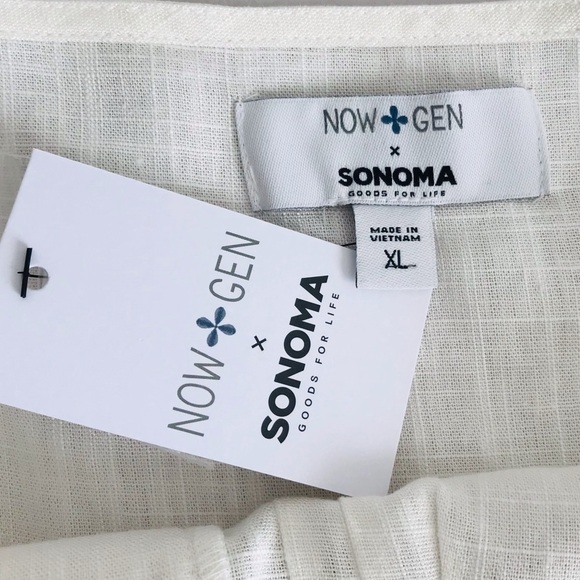 NOW GEN
×
SONOMA
GOODS FOR LIFE
MADE IN
VIETNAM
XL
NOW GEN
×
SONOMA
GOODS FOR LIFE